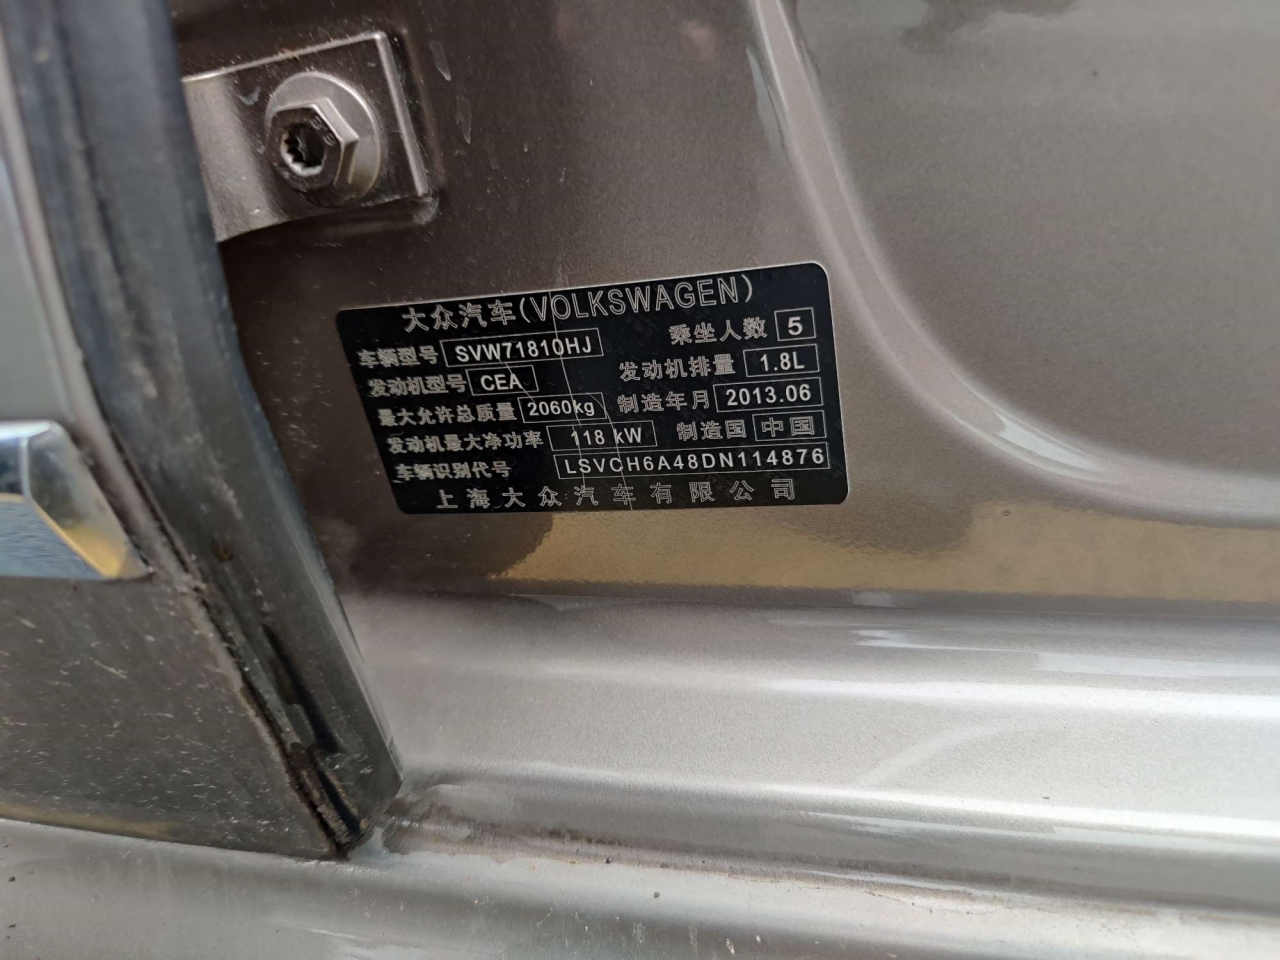 大众汽车(VOLKSWAGEN)
车辆型号 SVW71810HJ 乘坐人数 5
发动机型号 CEA 发动机排量 1.8L
最大允许总质量 2060kg 制造年月 2013.06
发动机最大净功率 118 kW 制造国 中国
车辆识别代号 LSVCH6A48DN114876
上海大众汽车有限公司